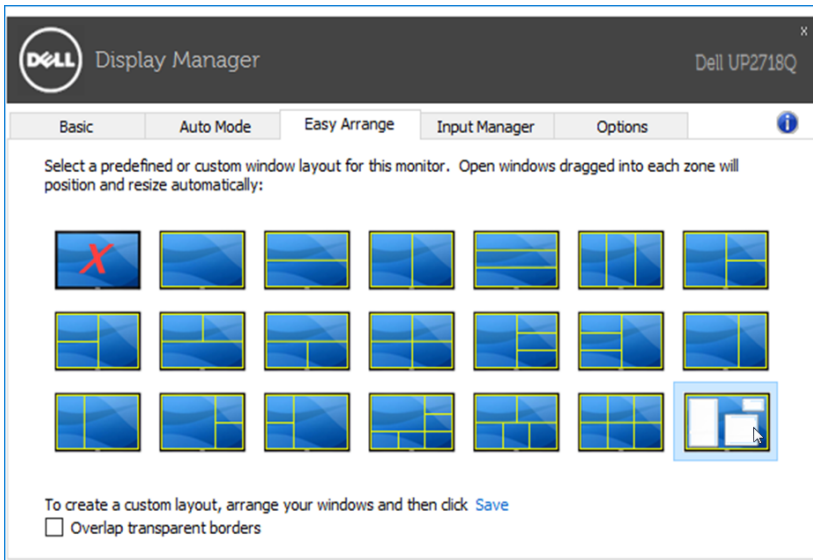 DELL
Display Manager
x
Dell UP2718Q
Basic
Auto Mode
Easy Arrange
Input Manager
Options
i
Select a predefined or custom window layout for this monitor.  Open windows dragged into each zone will
position and resize automatically:
X
To create a custom layout, arrange your windows and then click Save
Overlap transparent borders